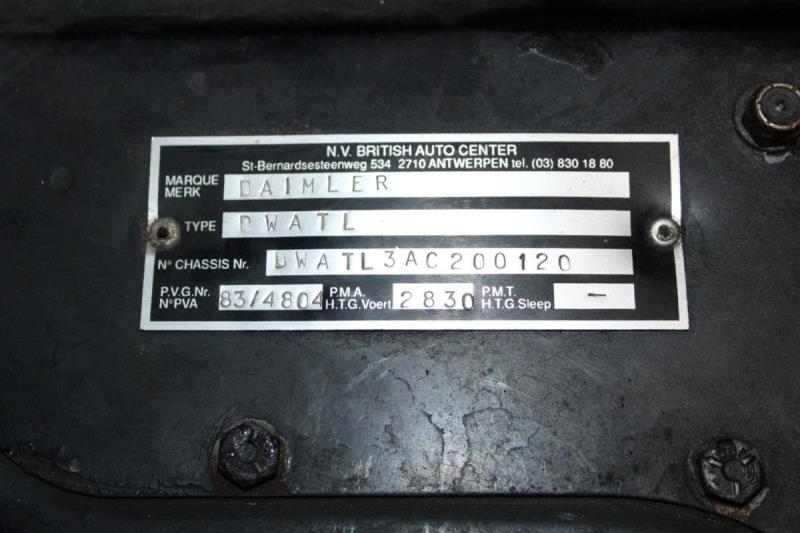 N.V. BRITISH AUTO CENTER
St-Bernardsesteenweg 534 2710 ANTWERPEN tel. (03) 830 18 80
MARQUE
MERK DAIMLER
TYPE DWATL
N° CHASSIS Nr. DWATL3AC200120
P.V.G.Nr. 83/4804 P.M.A. 2830 P.M.T. -
N°PVA H.T.G.Voert H.T.G.Sleep